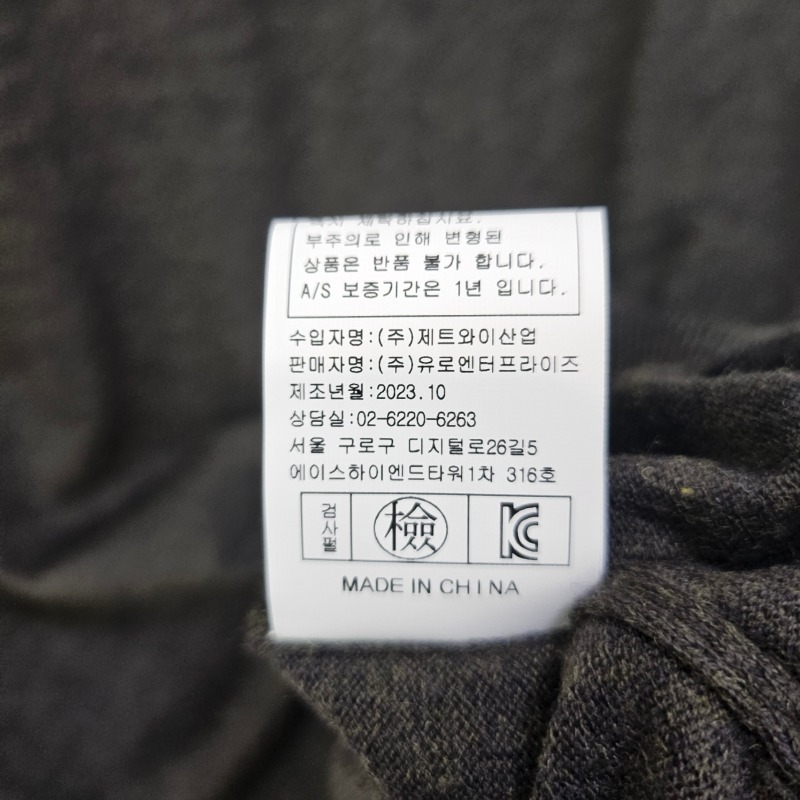 부주의로 인해 변형된
상품은 반품 불가 합니다.
A/S 보증기간은 1년 입니다.
수입자명:(주)제트와이산업
판매자명:(주)유로엔터프라이즈
제조년월:2023.10
상담실:02-6220-6263
서울 구로구 디지털로26길5
에이스하이엔드타워1차 316호
검사필 檢 KC
MADE IN CHINA